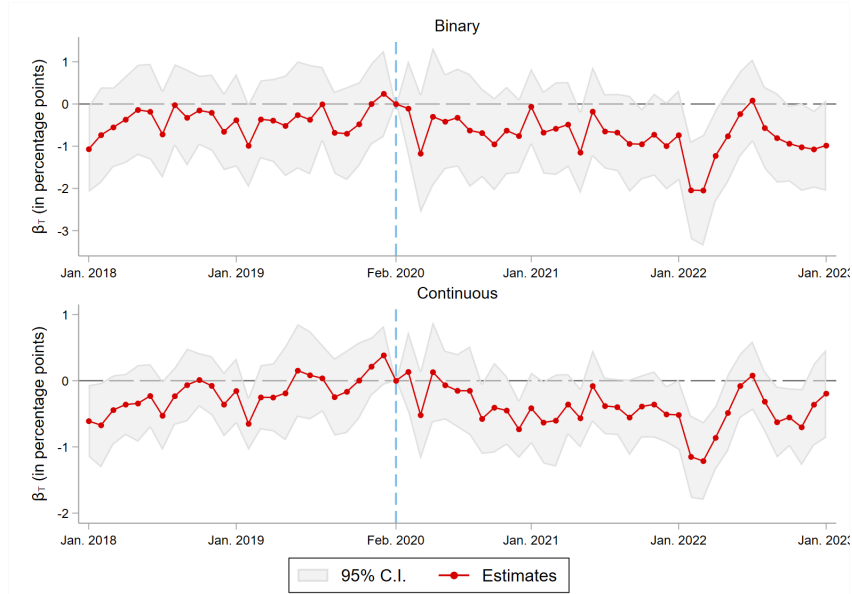 Binary
β_T (in percentage points)
1
0
-1
-2
-3
Jan. 2018 Jan. 2019 Feb. 2020 Jan. 2021 Jan. 2022 Jan. 2023
Continuous
β_T (in percentage points)
1
0
-1
-2
Jan. 2018 Jan. 2019 Feb. 2020 Jan. 2021 Jan. 2022 Jan. 2023
95% C.I. Estimates